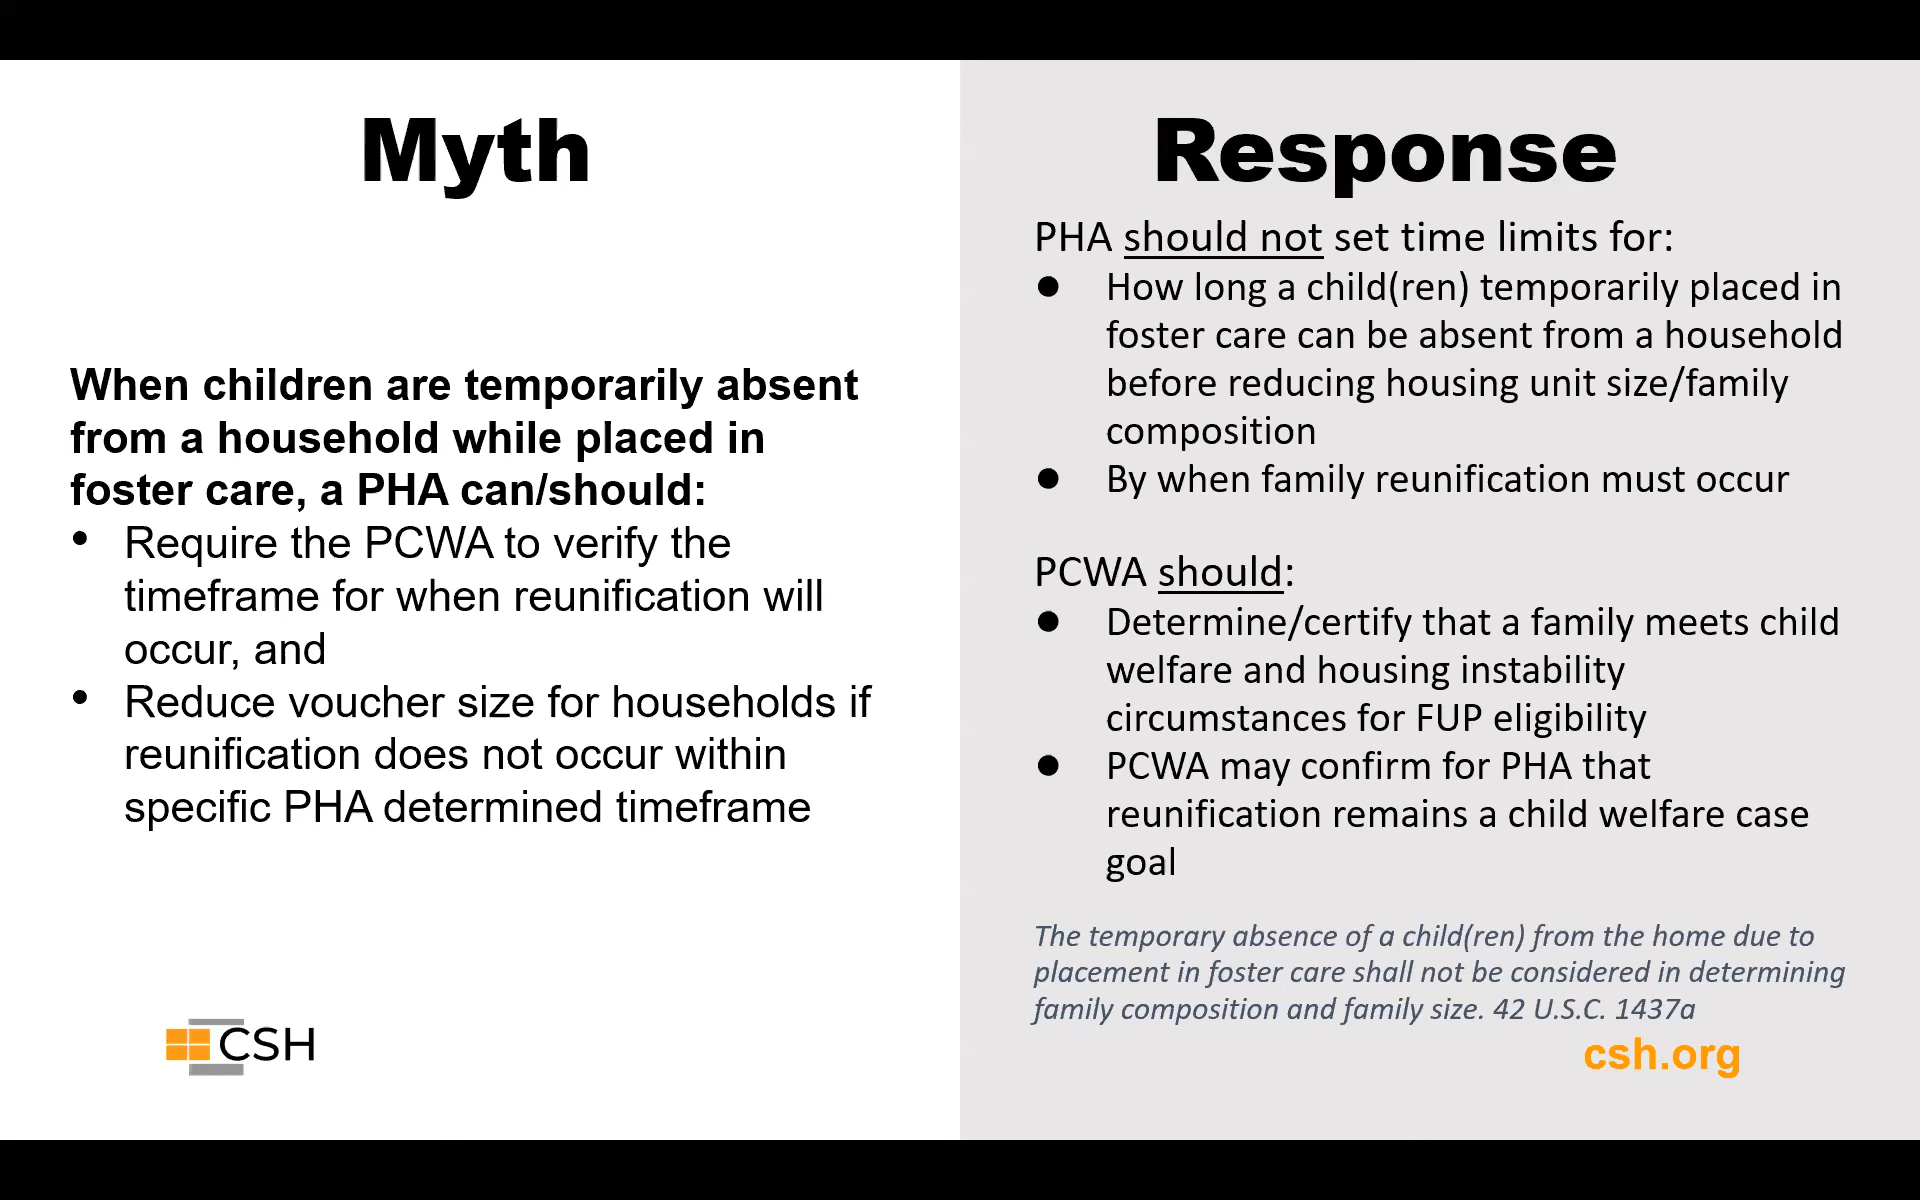 Myth
When children are temporarily absent
from a household while placed in
foster care, a PHA can/should:
• Require the PCWA to verify the
timeframe for when reunification will
occur, and
• Reduce voucher size for households if
reunification does not occur within
specific PHA determined timeframe
CSH
Response
PHA should not set time limits for:
● How long a child(ren) temporarily placed in
foster care can be absent from a household
before reducing housing unit size/family
composition
● By when family reunification must occur
PCWA should:
● Determine/certify that a family meets child
welfare and housing instability
circumstances for FUP eligibility
● PCWA may confirm for PHA that
reunification remains a child welfare case
goal
The temporary absence of a child(ren) from the home due to
placement in foster care shall not be considered in determining
family composition and family size. 42 U.S.C. 1437a
csh.org